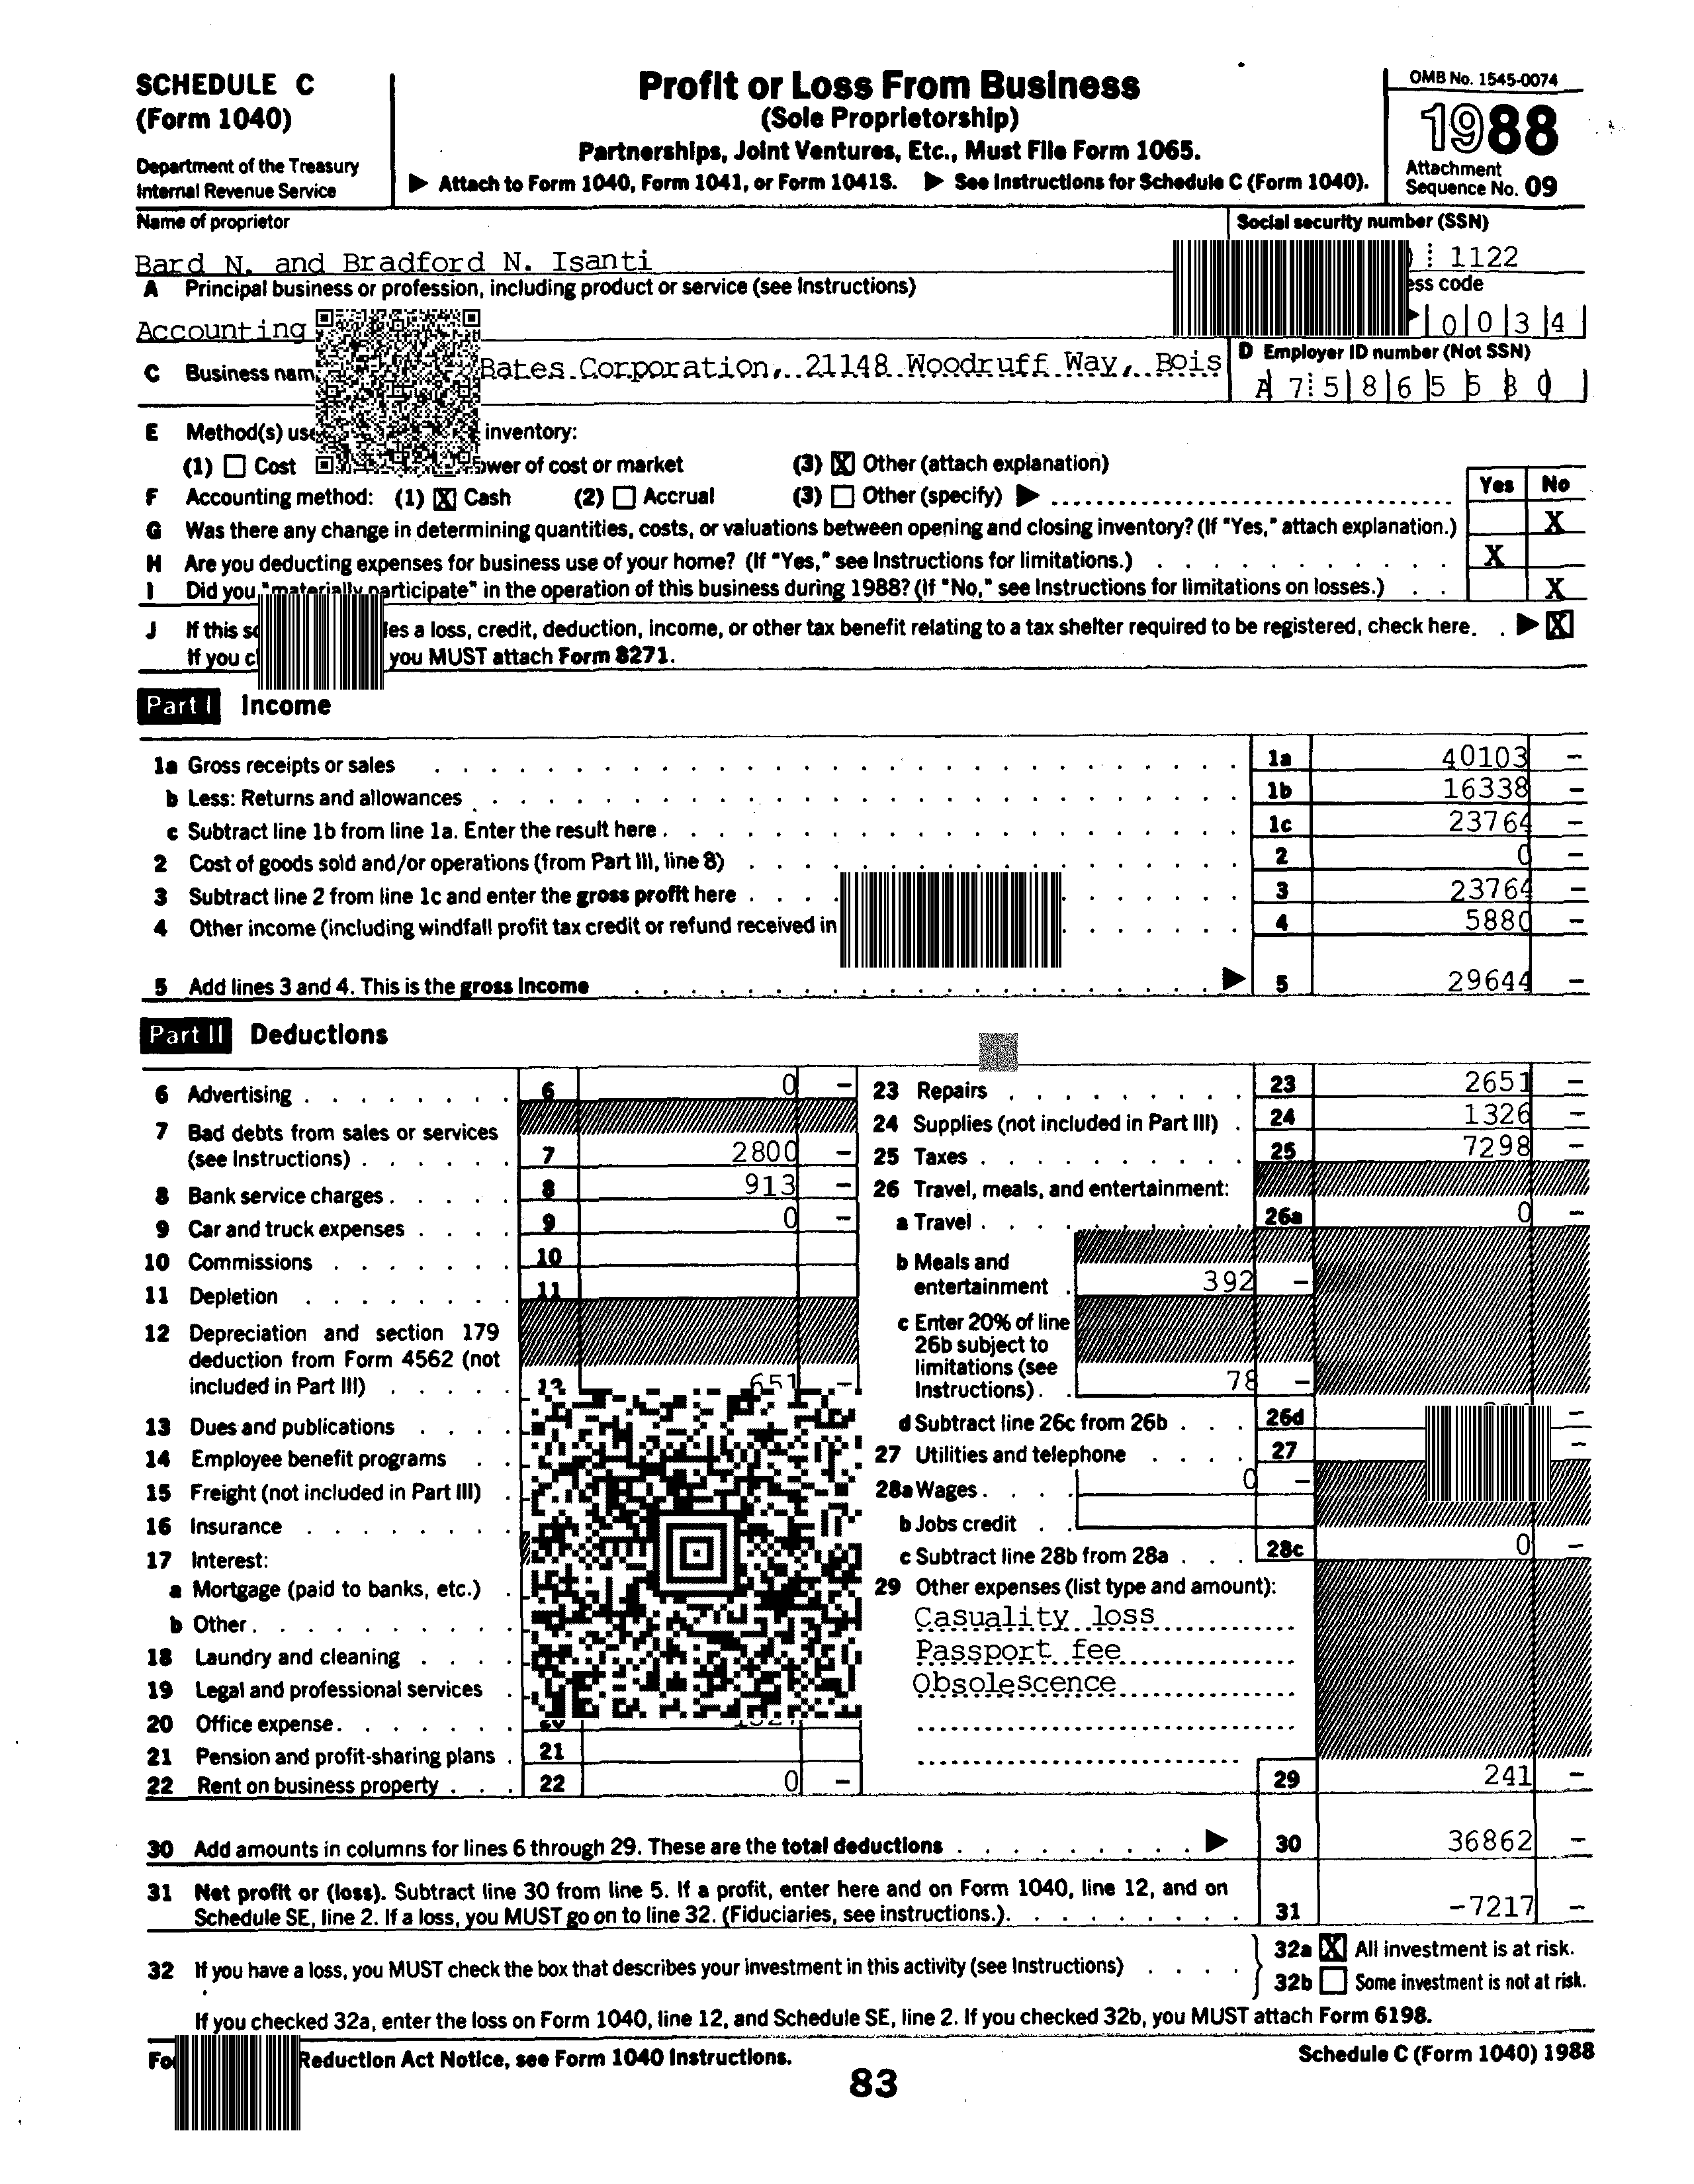 SCHEDULE C
(Form 1040)
Department of the Treasury
Internal Revenue Service
Profit or Loss From Business
(Sole Proprietorship)
Partnerships, Joint Ventures, Etc., Must File Form 1065.
▶ Attach to Form 1040, Form 1041, or Form 1041S. ▶ See Instructions for Schedule C (Form 1040).
OMB No. 1545-0074
1988
Attachment
Sequence No. 09
Name of proprietor
Social security number (SSN)
Bard N. and Bradford N. Isanti
1122
A Principal business or profession, including product or service (see Instructions)
code
Accounting
0 0 3 4
C Business
Bates Corporation, 21148 Woodruff Way, Bois
D Employer ID number (Not SSN)
A 7 5 8 6 5 5 8 0
E Method(s) inventory:
(1) Cost of cost or market (3) X Other (attach explanation)
F Accounting method: (1) X Cash (2) Accrual (3) Other (specify) ▶
Yes No
G Was there any change in determining quantities, costs, or valuations between opening and closing inventory? (If "Yes," attach explanation.) X
H Are you deducting expenses for business use of your home? (If "Yes," see Instructions for limitations.) X
I Did you "materially participate" in the operation of this business during 1988? (If "No," see Instructions for limitations on losses.) X
J If this a loss, credit, deduction, income, or other tax benefit relating to a tax shelter required to be registered, check here. ▶ X
If you you MUST attach Form 8271.
Part I Income
1a Gross receipts or sales 1a 40103 –
b Less: Returns and allowances 1b 16338 –
c Subtract line 1b from line 1a. Enter the result here 1c 23764 –
2 Cost of goods sold and/or operations (from Part III, line 8) 2 0 –
3 Subtract line 2 from line 1c and enter the gross profit here 3 23764 –
4 Other income (including windfall profit tax credit or refund received in 4 5880 –
5 Add lines 3 and 4. This is the gross income ▶ 5 29644 –
Part II Deductions
6 Advertising 6 0 –
7 Bad debts from sales or services
(see Instructions) 7 2800 –
8 Bank service charges 8 913 –
9 Car and truck expenses 9 0 –
10 Commissions 10
11 Depletion 11
12 Depreciation and section 179
deduction from Form 4562 (not
included in Part III) 12 651 –
13 Dues and publications
14 Employee benefit programs
15 Freight (not included in Part III)
16 Insurance
17 Interest:
a Mortgage (paid to banks, etc.)
b Other
18 Laundry and cleaning
19 Legal and professional services
20 Office expense 20
21 Pension and profit-sharing plans 21
22 Rent on business property 22 0 –
23 Repairs 23 2651 –
24 Supplies (not included in Part III) 24 1326 –
25 Taxes 25 7298 –
26 Travel, meals, and entertainment:
a Travel 26a 0 –
b Meals and
entertainment 392 –
c Enter 20% of line
26b subject to
limitations (see
Instructions) 78 –
d Subtract line 26c from 26b 26d –
27 Utilities and telephone 27 –
28a Wages 0 –
b Jobs credit
c Subtract line 28b from 28a 28c 0 –
29 Other expenses (list type and amount):
Casuality loss
Passport fee
Obsolescence
29 241 –
30 Add amounts in columns for lines 6 through 29. These are the total deductions ▶ 30 36862 –
31 Net profit or (loss). Subtract line 30 from line 5. If a profit, enter here and on Form 1040, line 12, and on
Schedule SE, line 2. If a loss, you MUST go on to line 32. (Fiduciaries, see instructions.) 31 -7217 –
32 If you have a loss, you MUST check the box that describes your investment in this activity (see Instructions)
32a X All investment is at risk.
32b Some investment is not at risk.
If you checked 32a, enter the loss on Form 1040, line 12, and Schedule SE, line 2. If you checked 32b, you MUST attach Form 6198.
Reduction Act Notice, see Form 1040 Instructions.
Schedule C (Form 1040) 1988
83